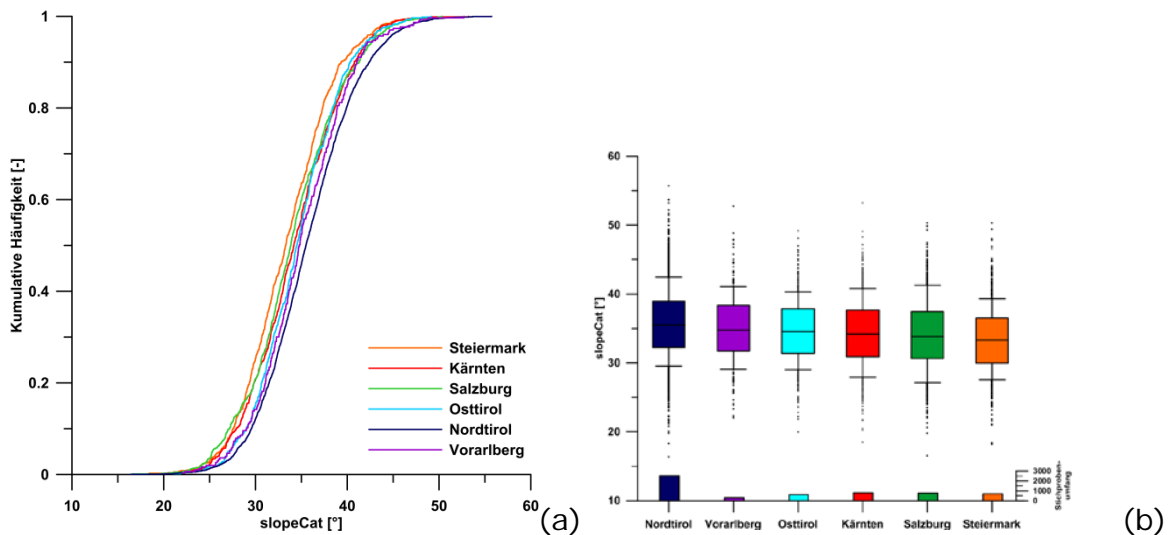 1
0.8
0.6
0.4
0.2
0
Kumulative Häufigkeit [-]
Steiermark
Kärnten
Salzburg
Osttirol
Nordtirol
Vorarlberg
10 20 30 40 50 60
slopeCat [°]
(a)
60
50
40
30
20
10
slopeCat [°]
3000
2000
1000
0
Stichproben-
umfang
Nordtirol Vorarlberg Osttirol Kärnten Salzburg Steiermark
(b)